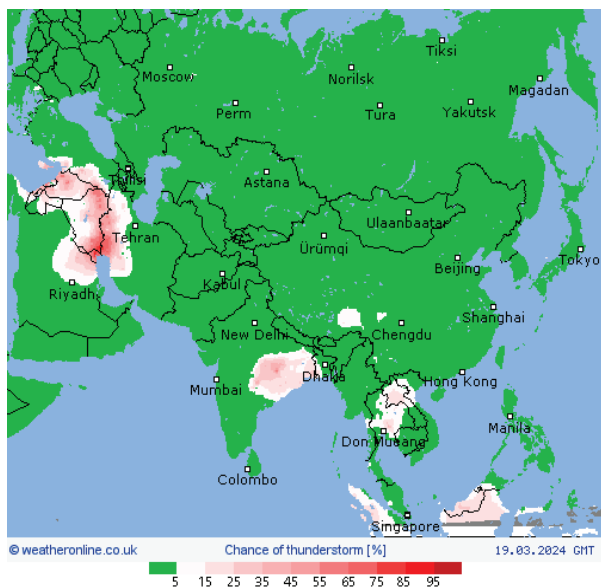 Tiksi
Moscow
Norilsk
Magadan
Perm
Tura
Yakutsk
Tbilisi
Astana
Ulaanbaatar
Tehran
Ürümqi
Beijing
Tokyo
Kabul
Riyadh
Shanghai
New Delhi
Chengdu
Dhaka
Hong Kong
Mumbai
Manila
Don Mueang
Colombo
Singapore
© weatheronline.co.uk Chance of thunderstorm [%] 19.03.2024 GMT
5 15 25 35 45 55 65 75 85 95